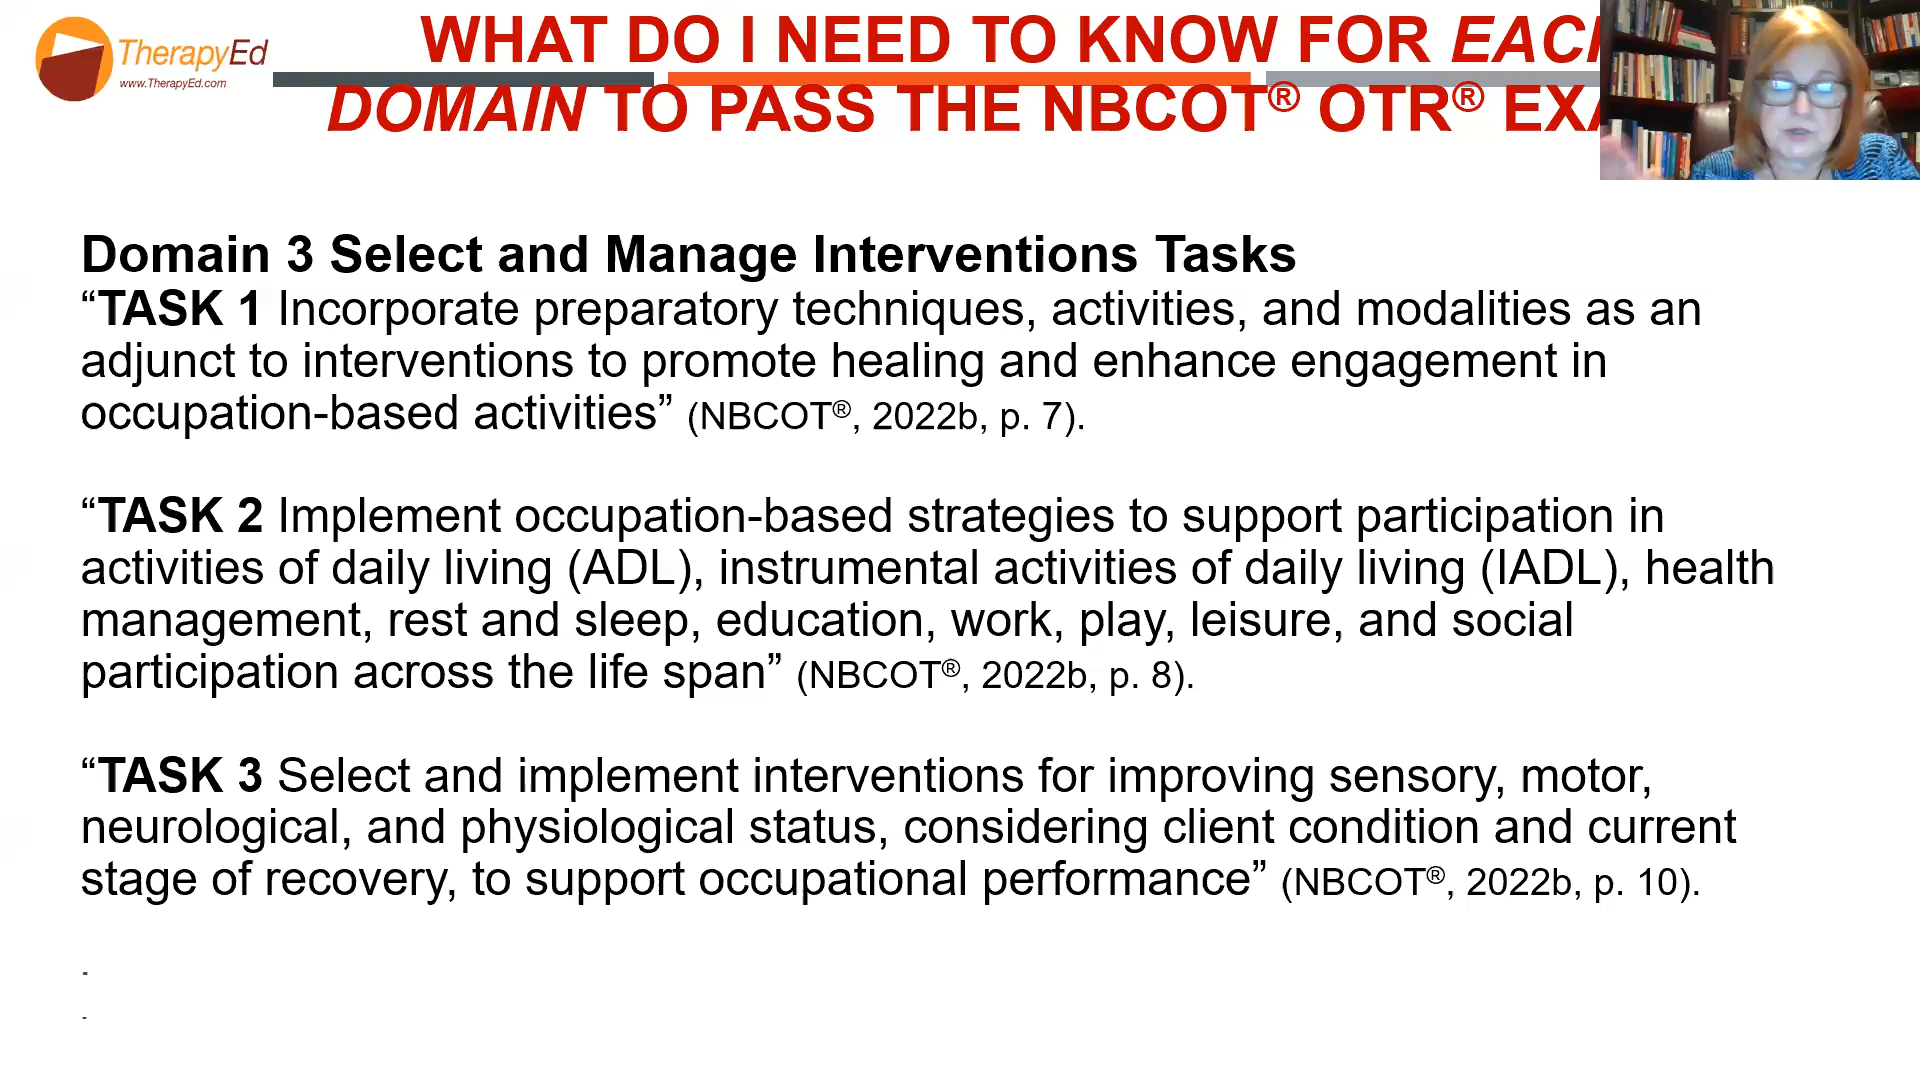 TherapyEd
www.TherapyEd.com
WHAT DO I NEED TO KNOW FOR EACH
DOMAIN TO PASS THE NBCOT® OTR® EXA
Domain 3 Select and Manage Interventions Tasks
“TASK 1 Incorporate preparatory techniques, activities, and modalities as an
adjunct to interventions to promote healing and enhance engagement in
occupation-based activities” (NBCOT®, 2022b, p. 7).
“TASK 2 Implement occupation-based strategies to support participation in
activities of daily living (ADL), instrumental activities of daily living (IADL), health
management, rest and sleep, education, work, play, leisure, and social
participation across the life span” (NBCOT®, 2022b, p. 8).
“TASK 3 Select and implement interventions for improving sensory, motor,
neurological, and physiological status, considering client condition and current
stage of recovery, to support occupational performance” (NBCOT®, 2022b, p. 10).